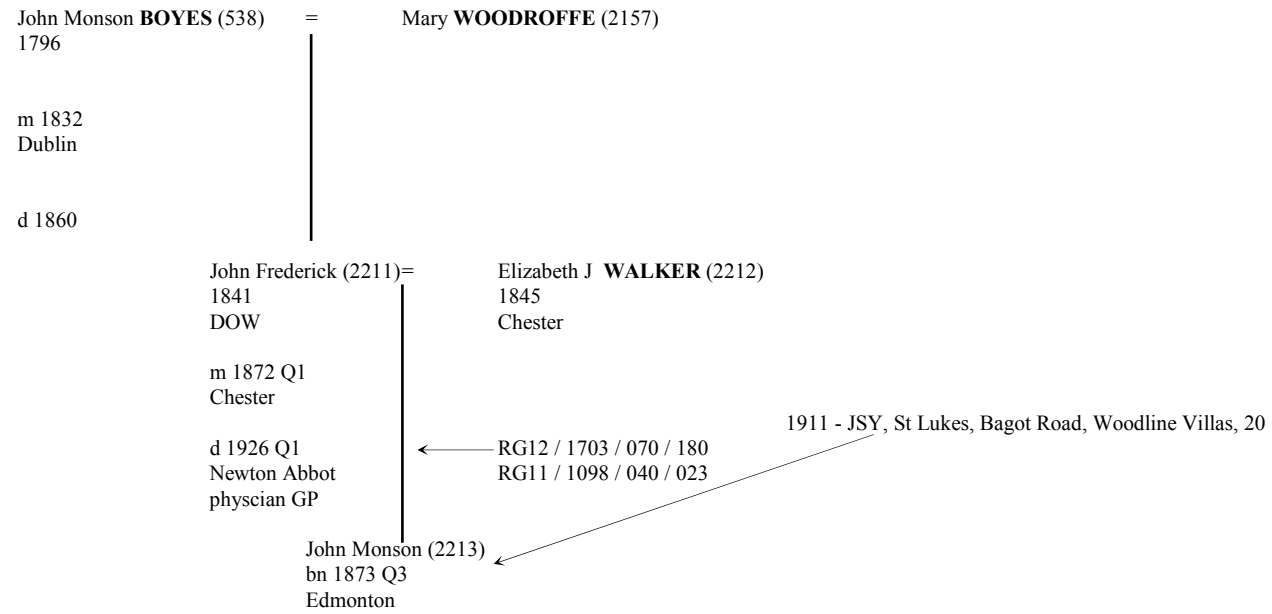 John Monson BOYES (538) = Mary WOODROFFE (2157)
1796
m 1832
Dublin
d 1860
John Frederick (2211)= Elizabeth J WALKER (2212)
1841 1845
DOW Chester
m 1872 Q1
Chester
1911 - JSY, St Lukes, Bagot Road, Woodline Villas, 20
d 1926 Q1 RG12 / 1703 / 070 / 180
Newton Abbot RG11 / 1098 / 040 / 023
physcian GP
John Monson (2213)
bn 1873 Q3
Edmonton